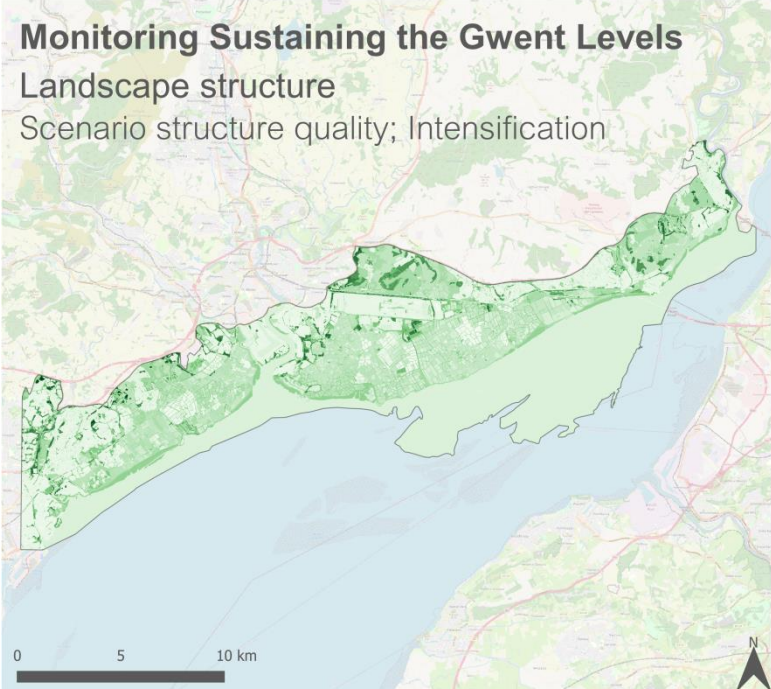 Monitoring Sustaining the Gwent Levels
Landscape structure
Scenario structure quality; Intensification
0 5 10 km
N